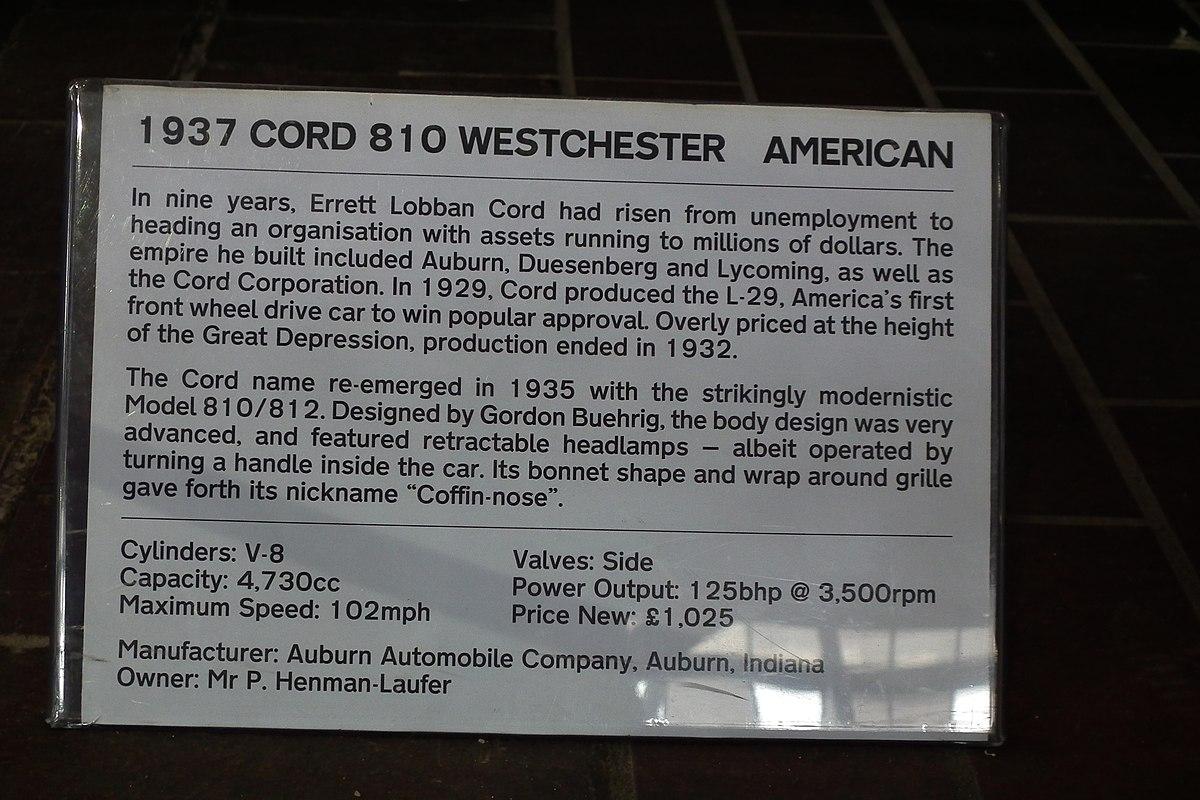 1937 CORD 810 WESTCHESTER AMERICAN
In nine years, Errett Lobban Cord had risen from unemployment to
heading an organisation with assets running to millions of dollars. The
empire he built included Auburn, Duesenberg and Lycoming, as well as
the Cord Corporation. In 1929, Cord produced the L-29, America's first
front wheel drive car to win popular approval. Overly priced at the height
of the Great Depression, production ended in 1932.
The Cord name re-emerged in 1935 with the strikingly modernistic
Model 810/812. Designed by Gordon Buehrig, the body design was very
advanced, and featured retractable headlamps – albeit operated by
turning a handle inside the car. Its bonnet shape and wrap around grille
gave forth its nickname “Coffin-nose”.
Cylinders: V-8
Capacity: 4,730cc
Maximum Speed: 102mph
Valves: Side
Power Output: 125bhp @ 3,500rpm
Price New: £1,025
Manufacturer: Auburn Automobile Company, Auburn, Indiana
Owner: Mr P. Henman-Laufer